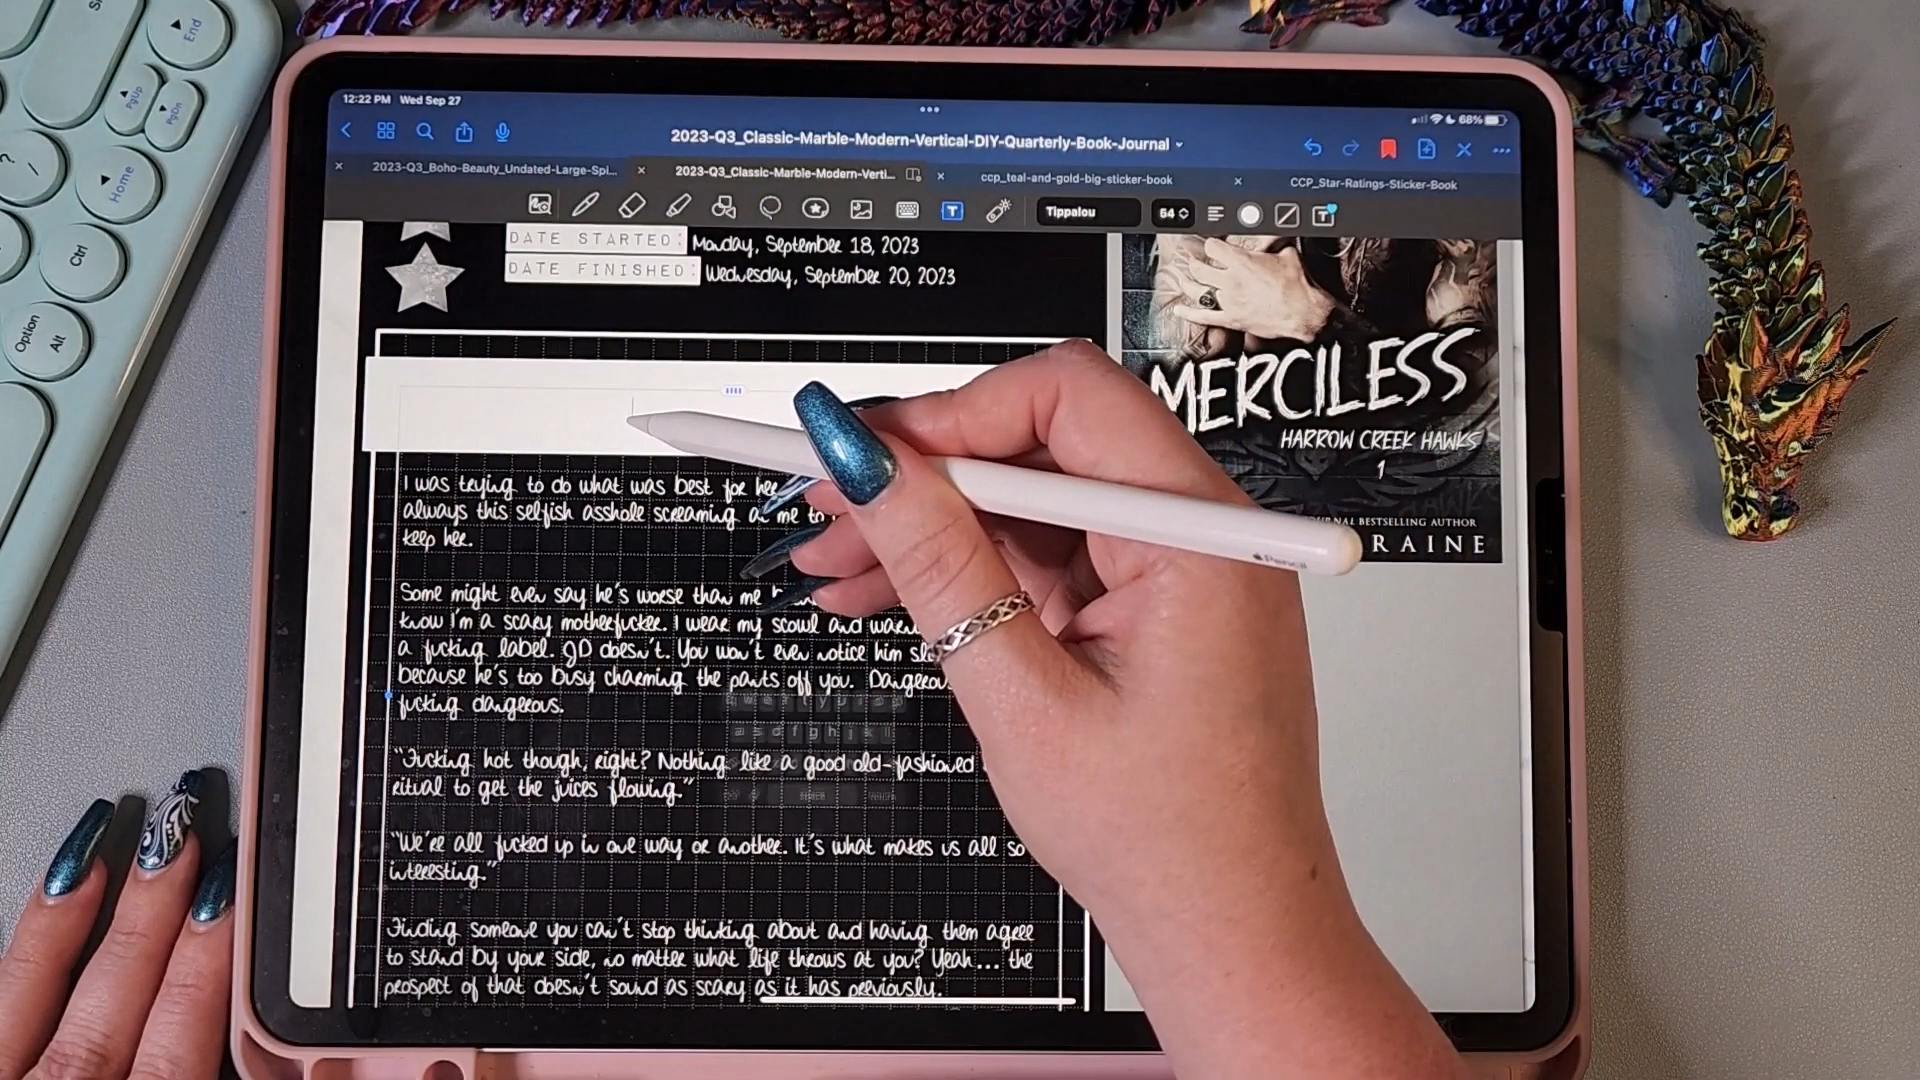 End
PgUp
PgDn
Home
?
/
Ctrl
Option
Alt
12:22 PM Wed Sep 27
68%
2023-Q3_Classic-Marble-Modern-Vertical-DIY-Quarterly-Book-Journal
2023-Q3_Boho-Beauty_Undated-Large-Spi...
2023-Q3_Classic-Marble-Modern-Verti...
ccp_teal-and-gold-big-sticker-book
CCP_Star-Ratings-Sticker-Book
Tippalou
54
DATE STARTED: Monday, September 18, 2023
DATE FINISHED: Wednesday, September 20, 2023
I was trying to do what was best for her
always this selfish asshole screaming at me to
keep her.
Some might even say he's worse than me
know I'm a scary motherfucker. I wear my scowl and
a fucking label. JD doesn't. You won't even notice him
because he's too busy charming the pants off you.
fucking dangerous.
"Fucking hot though, right? Nothing like a good old-fashioned
ritual to get the juices flowing."
"We're all fucked up in one way or another. It's what makes us all so
interesting."
Finding someone you can't stop thinking about and having them agree
to stand by your side, no matter what life throws at you? Yeah... the
prospect of that doesn't sound as scary as it has previously.
MERCILESS
HARROW CREEK HAWKS
1
BESTSELLING AUTHOR
RAINE
Pencil